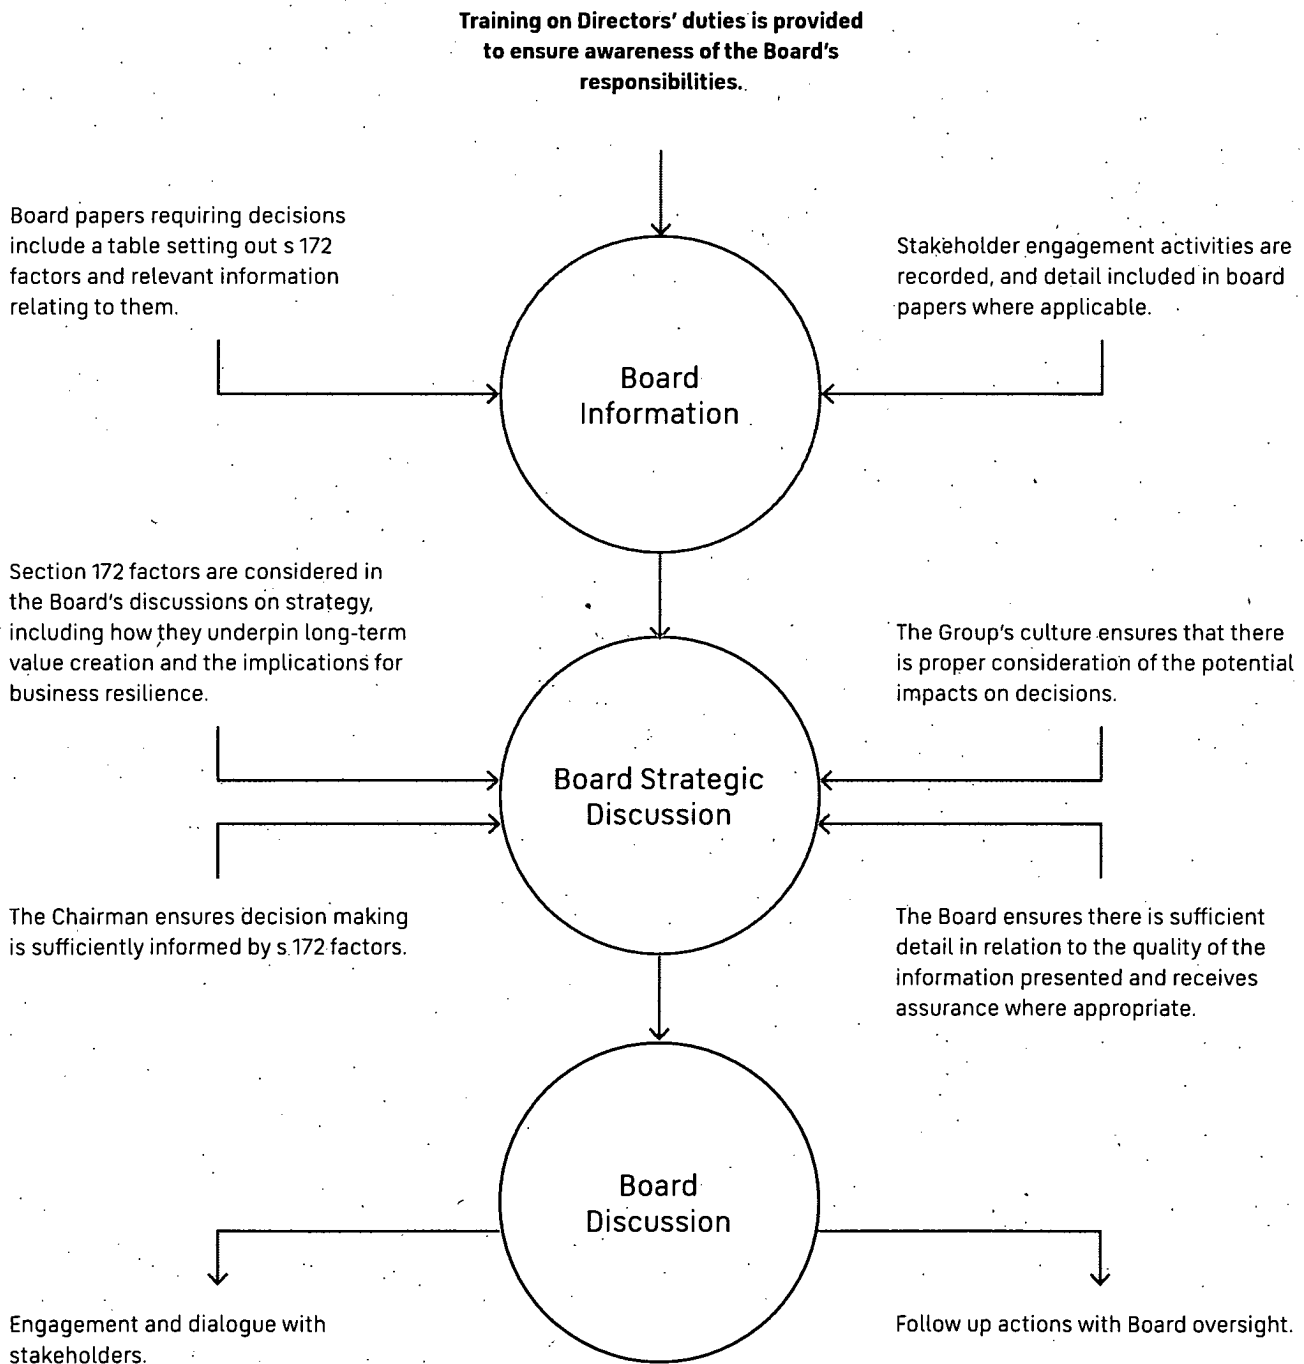 Training on Directors' duties is provided
to ensure awareness of the Board's
responsibilities.
Board papers requiring decisions
include a table setting out s 172
factors and relevant information
relating to them.
Stakeholder engagement activities are
recorded, and detail included in board
papers where applicable.
Board
Information
Section 172 factors are considered in
the Board's discussions on strategy,
including how they underpin long-term
value creation and the implications for
business resilience.
The Group's culture ensures that there
is proper consideration of the potential
impacts on decisions.
Board Strategic
Discussion
The Chairman ensures decision making
is sufficiently informed by s 172 factors.
The Board ensures there is sufficient
detail in relation to the quality of the
information presented and receives
assurance where appropriate.
Board
Discussion
Engagement and dialogue with
stakeholders.
Follow up actions with Board oversight.